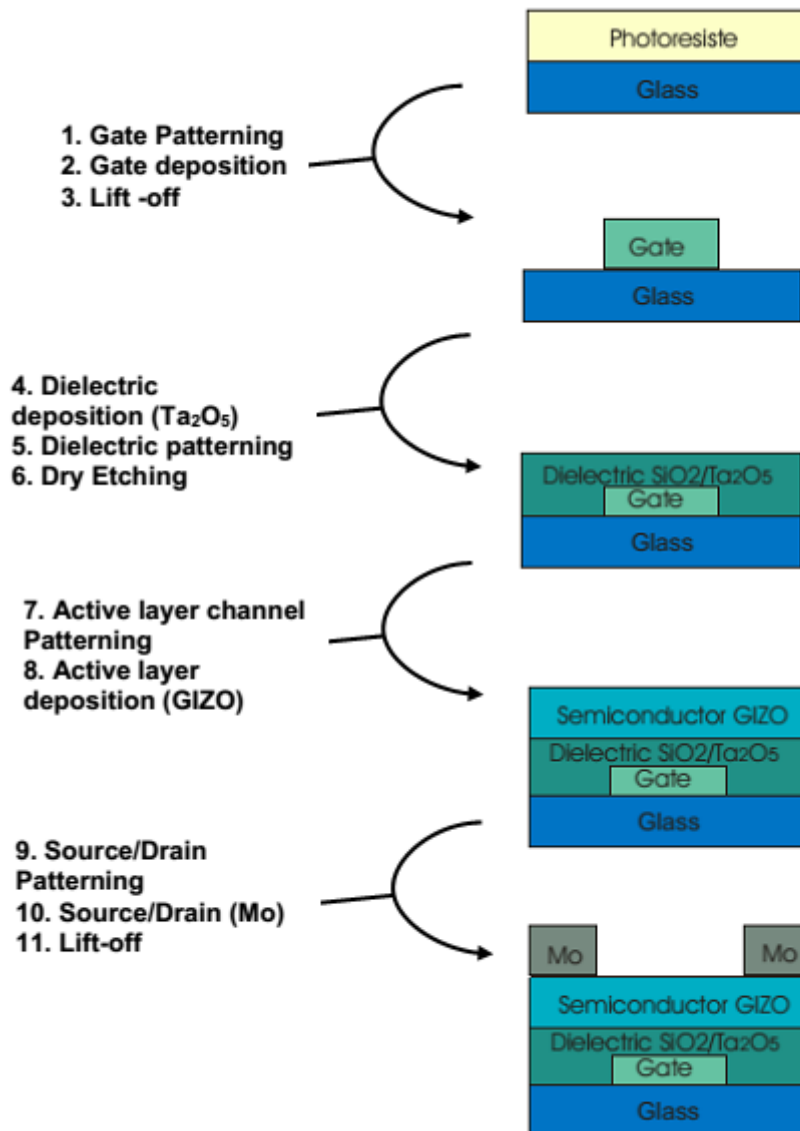 Photoresiste
Glass
1. Gate Patterning
2. Gate deposition
3. Lift -off
Gate
Glass
4. Dielectric
deposition (Ta₂O₅)
5. Dielectric patterning
6. Dry Etching
Dielectric SiO2/Ta2O5
Gate
Glass
7. Active layer channel
Patterning
8. Active layer
deposition (GIZO)
Semiconductor GIZO
Dielectric SiO2/Ta2O5
Gate
Glass
9. Source/Drain
Patterning
10. Source/Drain (Mo)
11. Lift-off
Mo
Mo
Semiconductor GIZO
Dielectric SiO2/Ta2O5
Gate
Glass